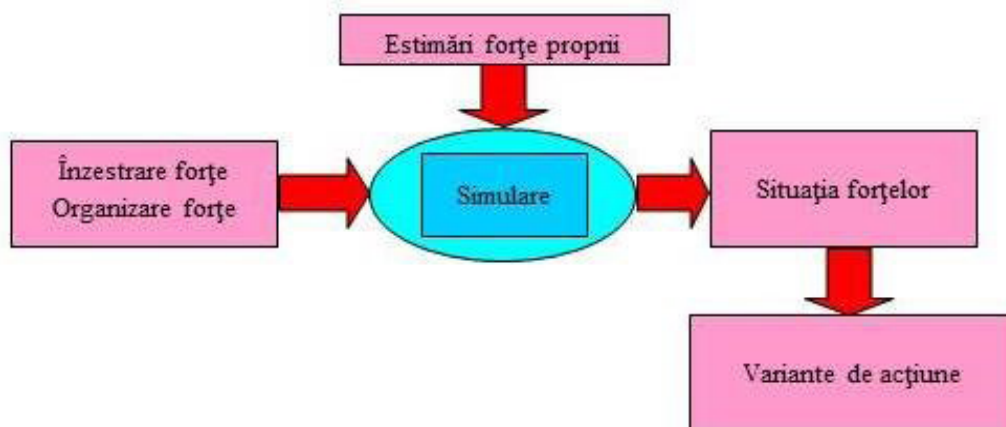 Estimări forţe proprii
Înzestrare forţe
Organizare forţe
Simulare
Situaţia forţelor
Variante de acţiune